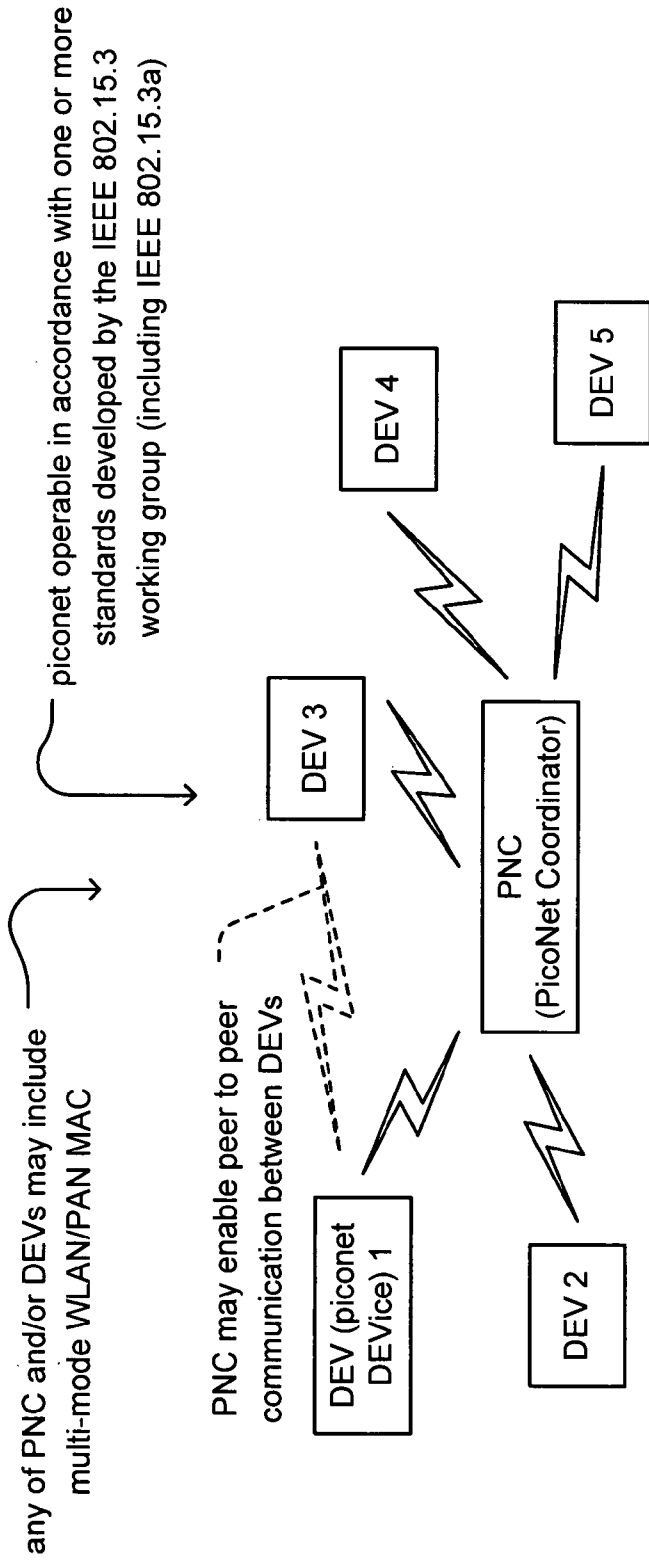 any of PNC and/or DEVs may include
multi-mode WLAN/PAN MAC
piconet operable in accordance with one or more
standards developed by the IEEE 802.15.3
working group (including IEEE 802.15.3a)
PNC may enable peer to peer
communication between DEVs
DEV (piconet
DEVice) 1
DEV 3
DEV 4
DEV 2
PNC
(PicoNet Coordinator)
DEV 5